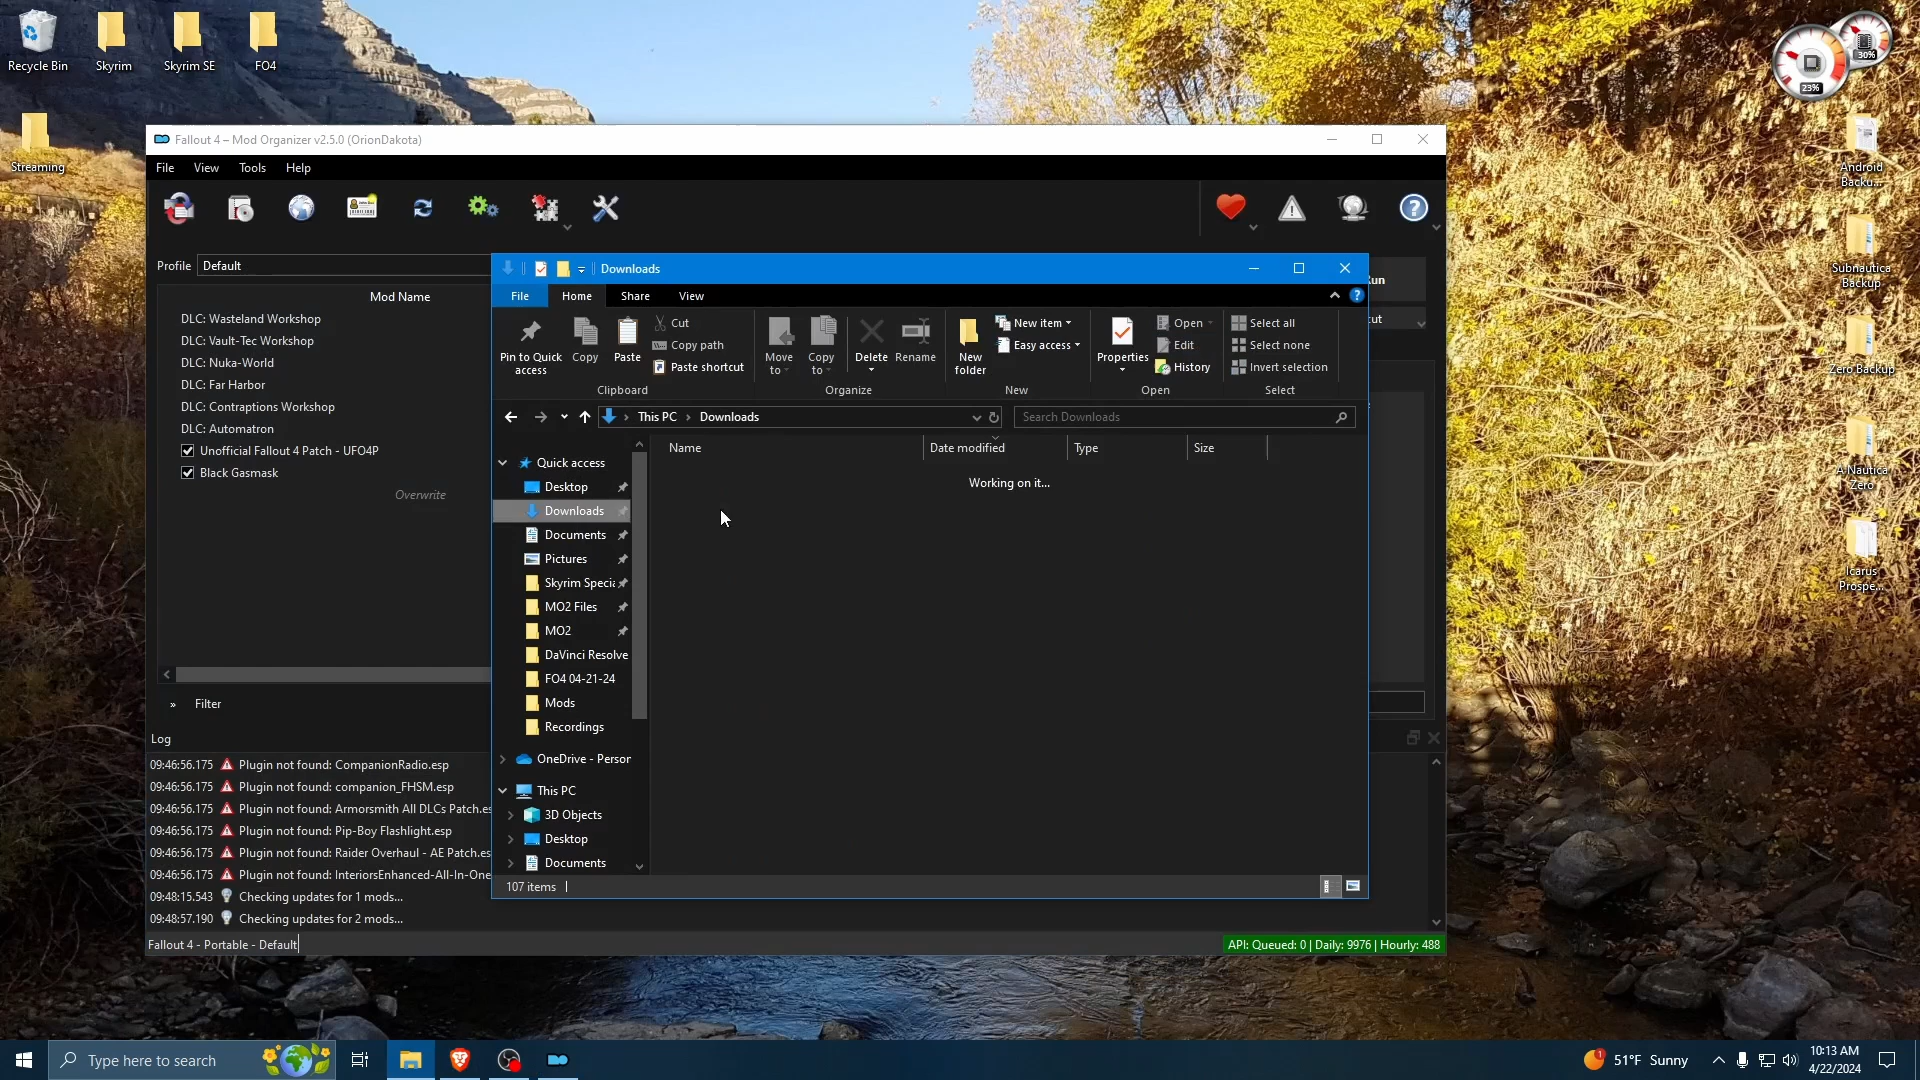 Recycle Bin
Skyrim
Skyrim SE
FO4
Streaming
30%
23%
Android
Backu...
Subnautica
Backup
Zero Backup
A Nautica
Zero
Icarus
Prospe...
Fallout 4 – Mod Organizer v2.5.0 (OrionDakota)
File View Tools Help
Profile Default
Mod Name
DLC: Wasteland Workshop
DLC: Vault-Tec Workshop
DLC: Nuka-World
DLC: Far Harbor
DLC: Contraptions Workshop
DLC: Automatron
Unofficial Fallout 4 Patch - UFO4P
Black Gasmask
Overwrite
» Filter
Downloads
File Home Share View
Pin to Quick
access
Copy
Paste
Cut
Copy path
Paste shortcut
Clipboard
Move
to
Copy
to
Delete
Rename
Organize
New
folder
New item
Easy access
New
Properties
Open
Edit
History
Open
Select all
Select none
Invert selection
Select
This PC › Downloads
Search Downloads
Name Date modified Type Size
Working on it...
Quick access
Desktop
Downloads
Documents
Pictures
Skyrim Specia
MO2 Files
MO2
DaVinci Resolve
FO4 04-21-24
Mods
Recordings
OneDrive - Person
This PC
3D Objects
Desktop
Documents
107 items
Log
09:46:56.175 Plugin not found: CompanionRadio.esp
09:46:56.175 Plugin not found: companion_FHSM.esp
09:46:56.175 Plugin not found: Armorsmith All DLCs Patch.es
09:46:56.175 Plugin not found: Pip-Boy Flashlight.esp
09:46:56.175 Plugin not found: Raider Overhaul - AE Patch.es
09:46:56.175 Plugin not found: InteriorsEnhanced-All-In-One
09:48:15.543 Checking updates for 1 mods...
09:48:57.190 Checking updates for 2 mods...
Fallout 4 - Portable - Default
API: Queued: 0 | Daily: 9976 | Hourly: 488
Type here to search
1
51°F Sunny
10:13 AM
4/22/2024